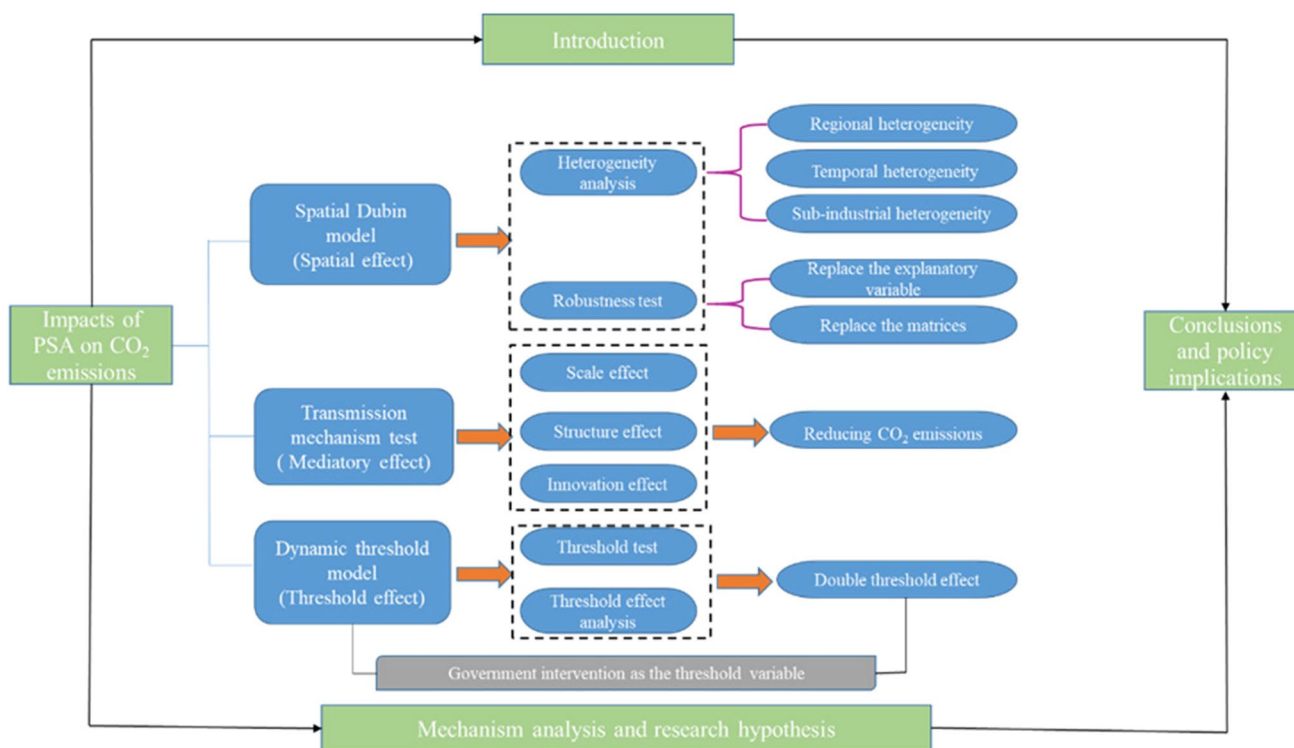 Introduction
Regional heterogeneity
Heterogeneity
analysis
Temporal heterogeneity
Sub-industrial heterogeneity
Spatial Dubin
model
(Spatial effect)
Replace the explanatory
variable
Robustness test
Replace the matrices
Impacts of
PSA on CO₂
emissions
Conclusions
and policy
implications
Scale effect
Transmission
mechanism test
( Mediatory effect)
Structure effect
Reducing CO₂ emissions
Innovation effect
Dynamic threshold
model
(Threshold effect)
Threshold test
Double threshold effect
Threshold effect
analysis
Government intervention as the threshold variable
Mechanism analysis and research hypothesis